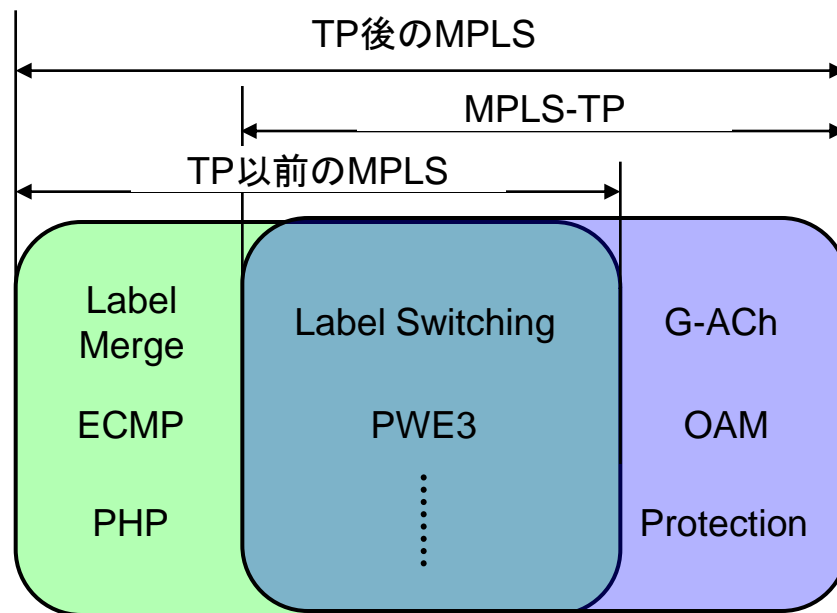 TP後のMPLS
MPLS-TP
TP以前のMPLS
Label
Merge
Label Switching
G-ACh
ECMP
PWE3
OAM
PHP
Protection